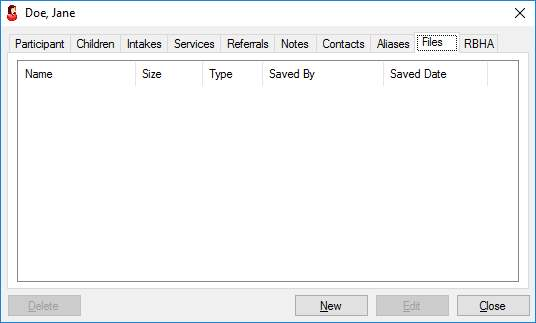 Doe, Jane
Participant Children Intakes Services Referrals Notes Contacts Aliases Files RBHA
Name Size Type Saved By Saved Date
Delete New Edit Close